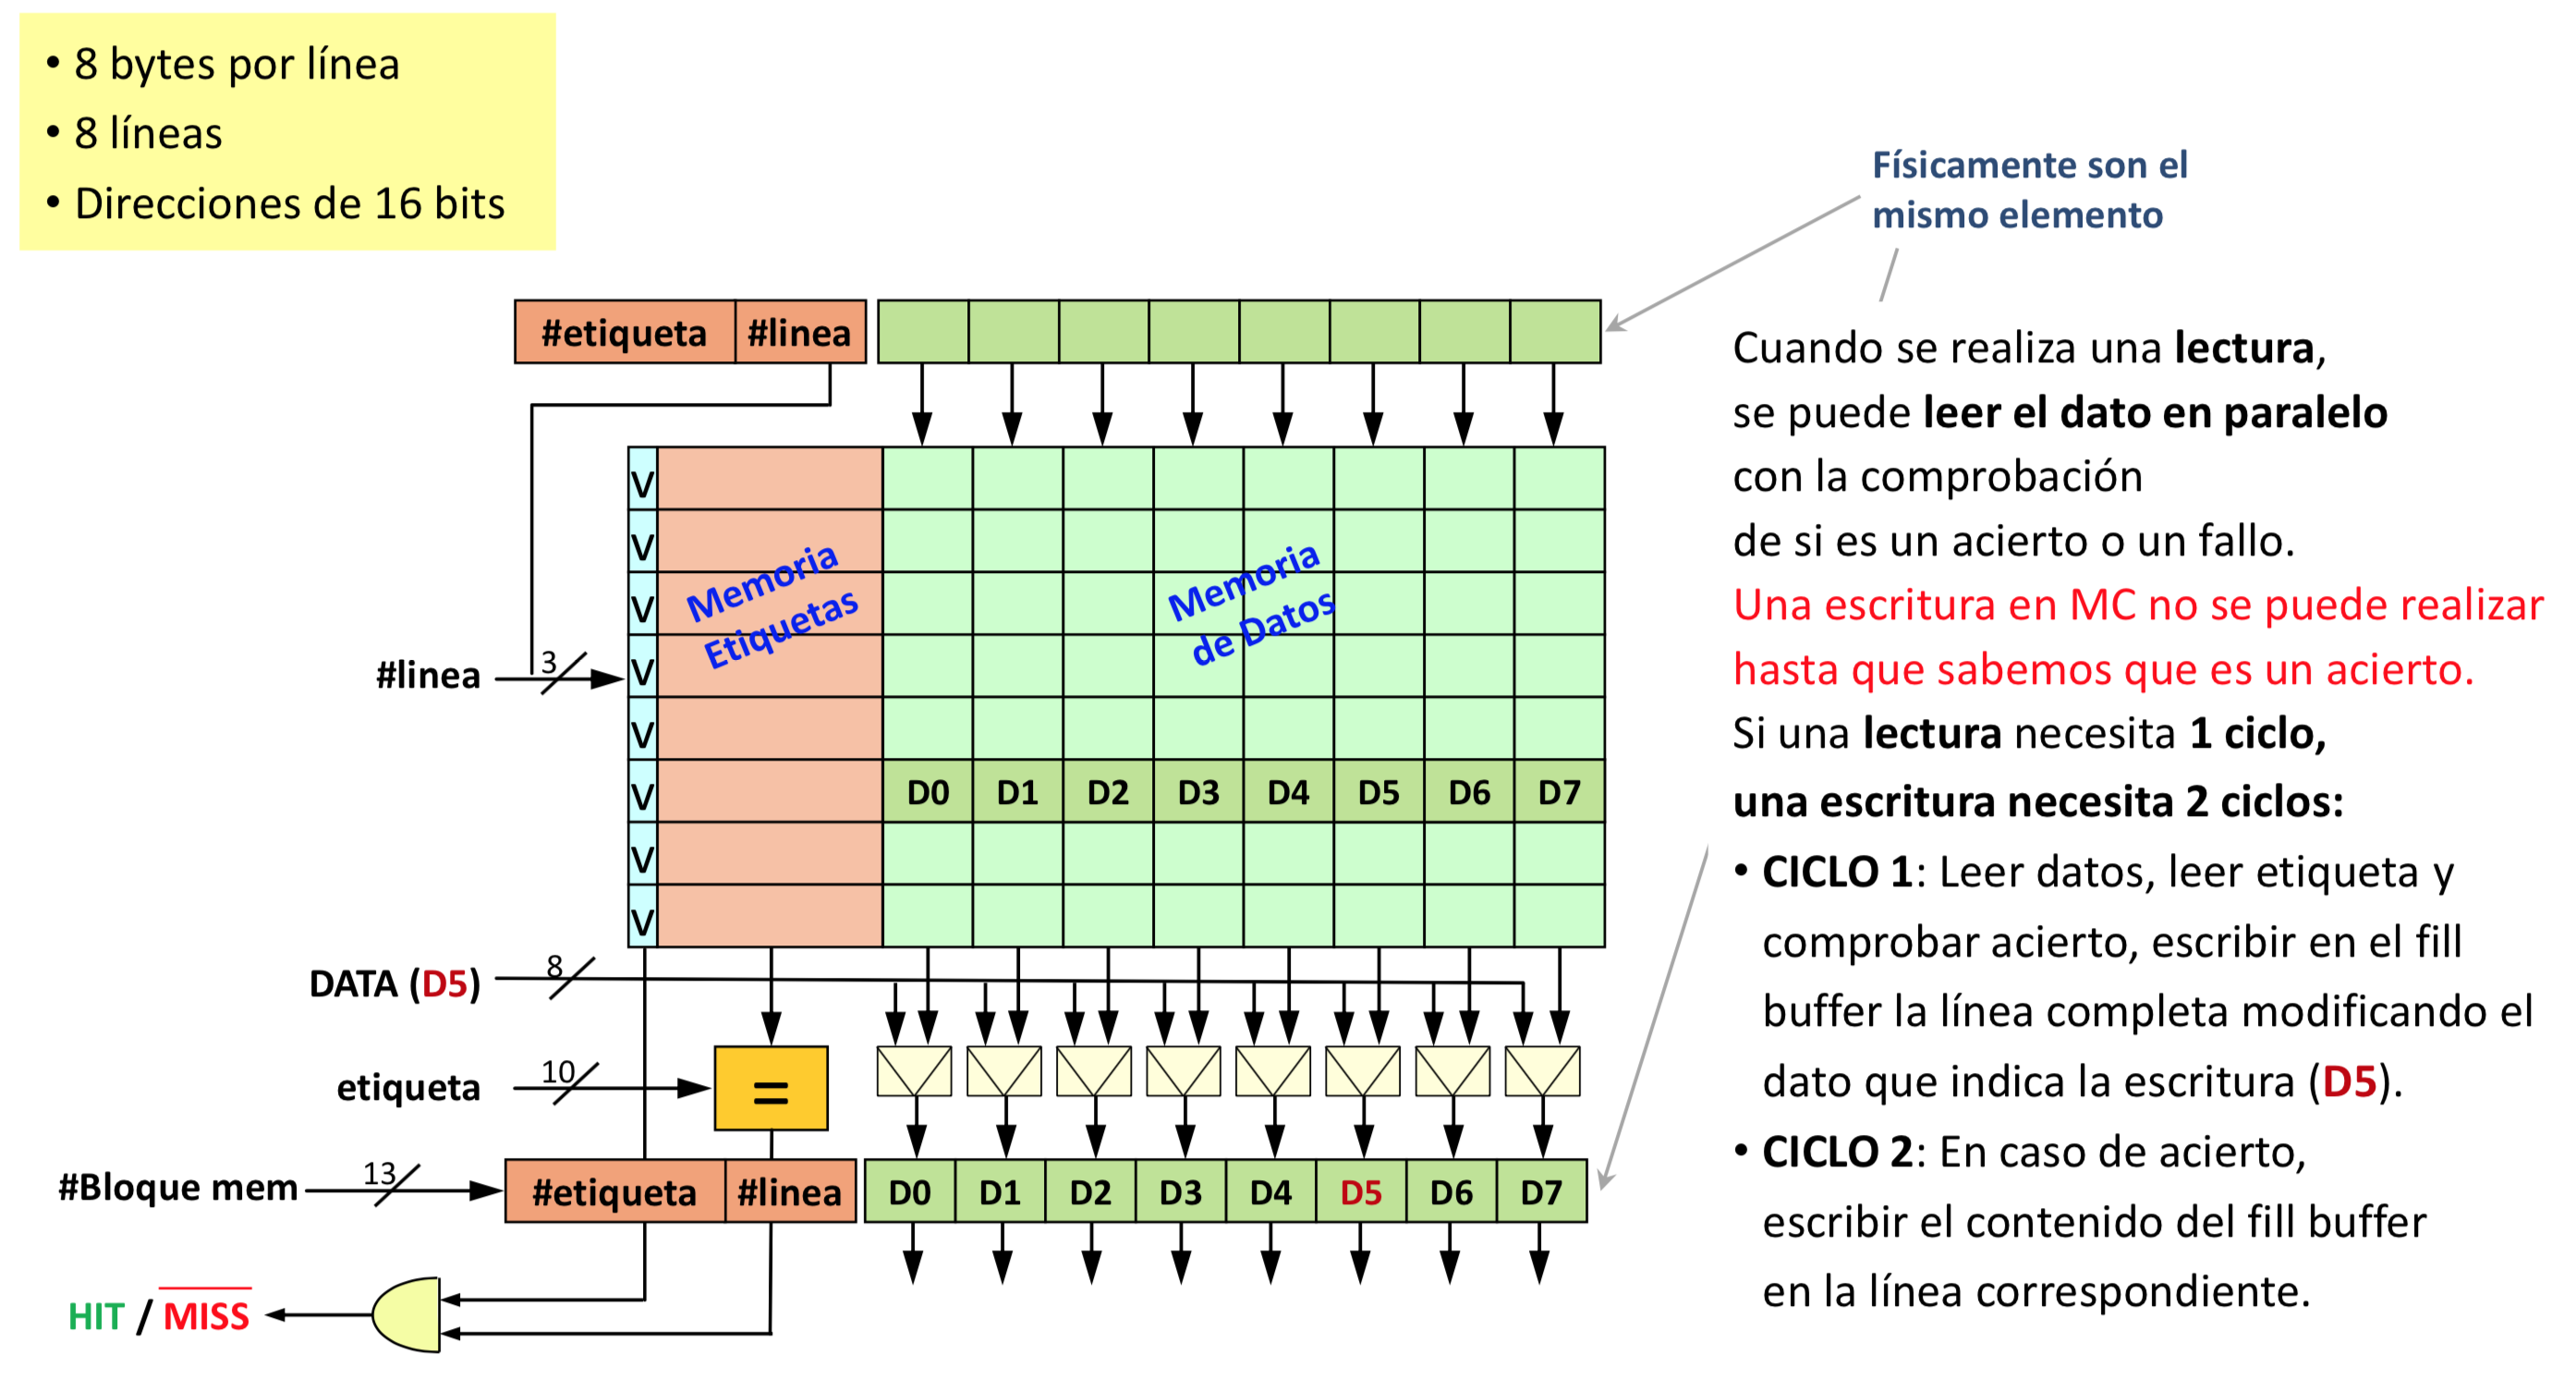 • 8 bytes por línea
• 8 líneas
• Direcciones de 16 bits
Físicamente son el
mismo elemento
#etiqueta #linea
V
V
V
V
V
V
V
V
Memoria
Etiquetas
Memoria
de Datos
#linea 3
D0 D1 D2 D3 D4 D5 D6 D7
DATA (D5) 8
etiqueta 10
=
#Bloque mem 13
#etiqueta #linea D0 D1 D2 D3 D4 D5 D6 D7
HIT / MISS
Cuando se realiza una lectura,
se puede leer el dato en paralelo
con la comprobación
de si es un acierto o un fallo.
Una escritura en MC no se puede realizar
hasta que sabemos que es un acierto.
Si una lectura necesita 1 ciclo,
una escritura necesita 2 ciclos:
• CICLO 1: Leer datos, leer etiqueta y
comprobar acierto, escribir en el fill
buffer la línea completa modificando el
dato que indica la escritura (D5).
• CICLO 2: En caso de acierto,
escribir el contenido del fill buffer
en la línea correspondiente.